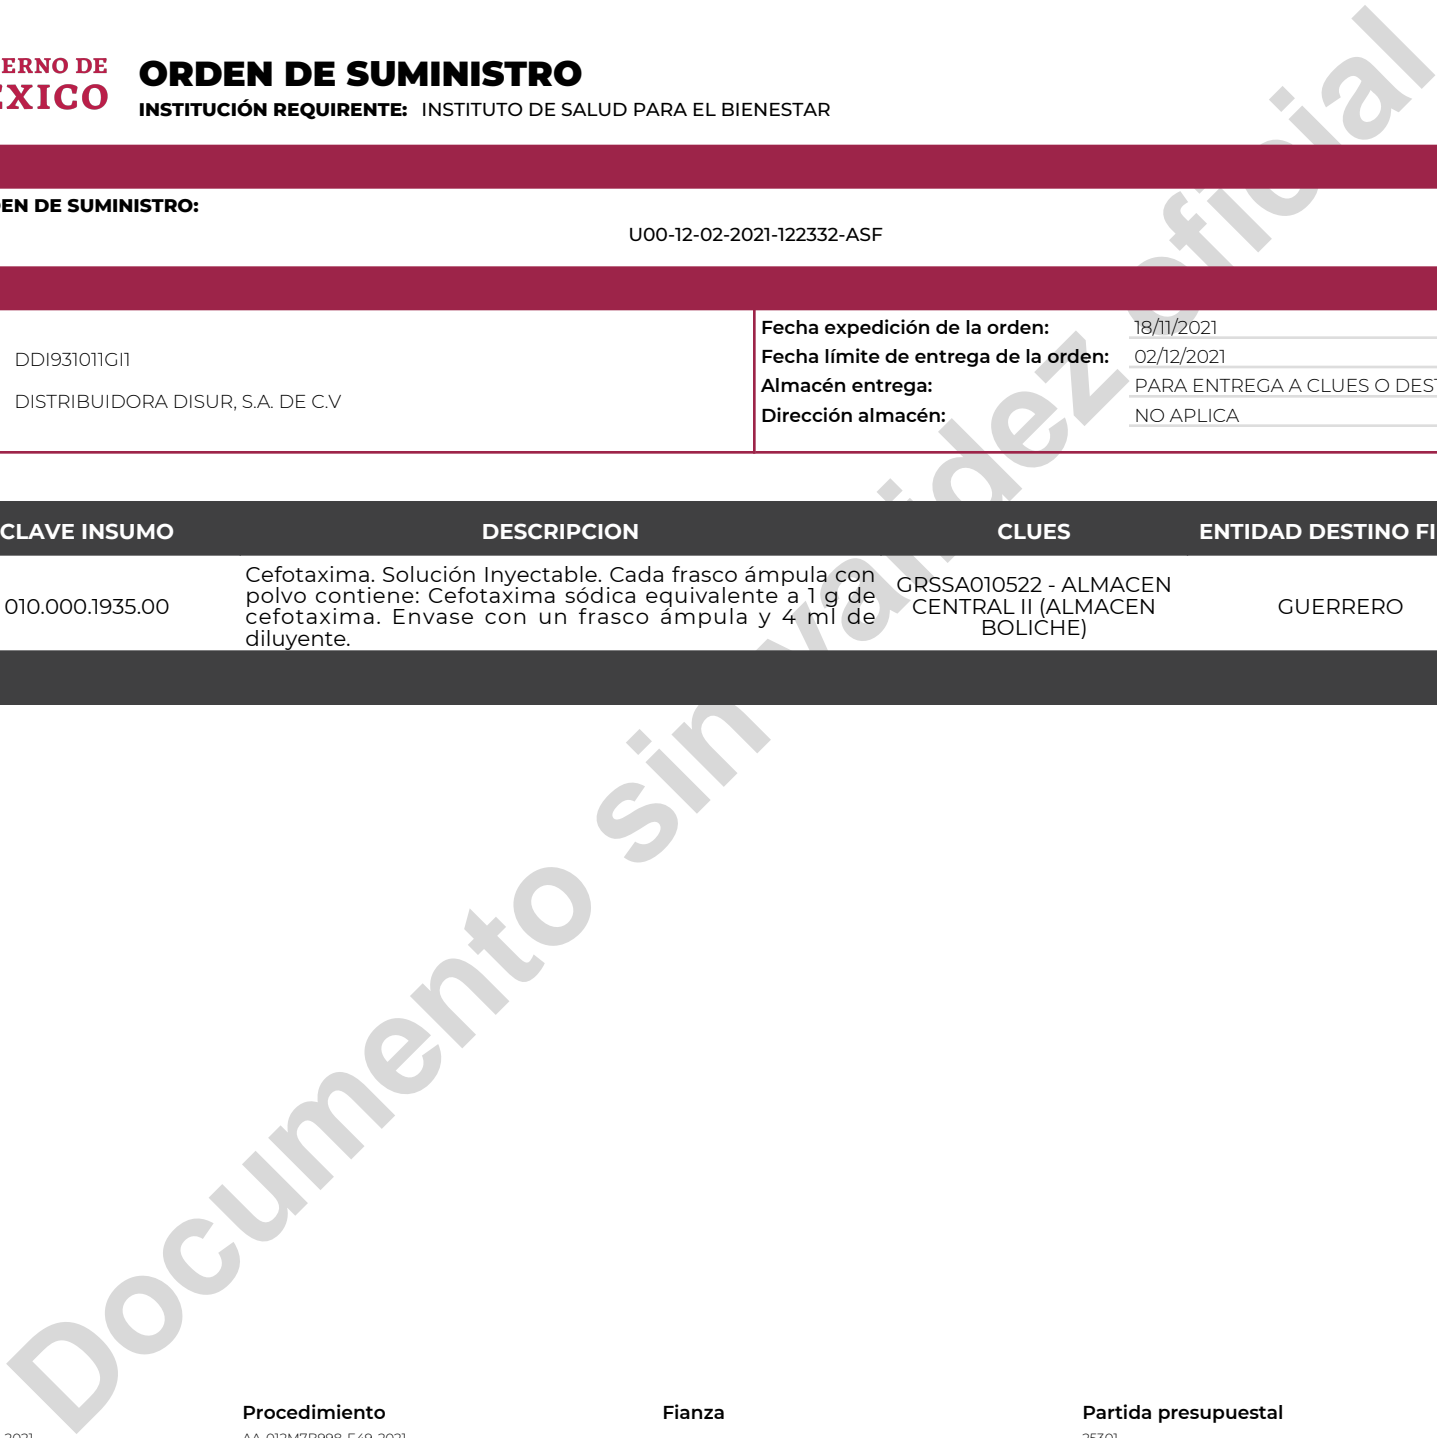 ERNO DE
ORDEN DE SUMINISTRO
EXICO
INSTITUCIÓN REQUIRENTE: INSTITUTO DE SALUD PARA EL BIENESTAR
EN DE SUMINISTRO:
U00-12-02-2021-122332-ASF
Fecha expedición de la orden: 18/11/2021
DDI931011GI1
Fecha límite de entrega de la orden: 02/12/2021
Almacén entrega: PARA ENTREGA A CLUES O DEST
DISTRIBUIDORA DISUR, S.A. DE C.V
Dirección almacén: NO APLICA
CLAVE INSUMO DESCRIPCION CLUES ENTIDAD DESTINO FI
010.000.1935.00
Cefotaxima. Solución Inyectable. Cada frasco ámpula con
polvo contiene: Cefotaxima sódica equivalente a 1 g de
cefotaxima. Envase con un frasco ámpula y 4 ml de
diluyente.
GRSSA010522 - ALMACEN
CENTRAL II (ALMACEN
BOLICHE)
GUERRERO
Documento sin validez oficial
Procedimiento Fianza Partida presupuestal